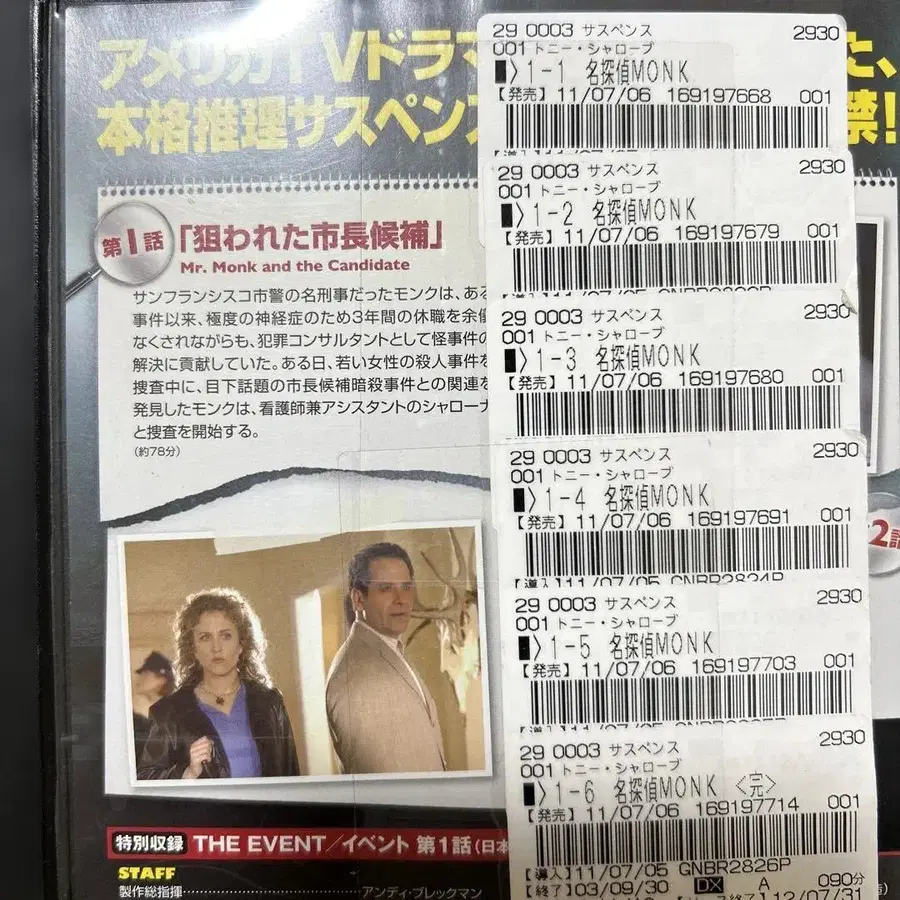 アメリカTVドラマ
た、
本格推理サスペンス
禁!
第1話
「狙われた市長候補」
Mr. Monk and the Candidate
サンフランシスコ市警の名刑事だったモンクは、ある
事件以来、極度の神経症のため3年間の休職を余儀
なくされながらも、犯罪コンサルタントとして怪事件の
解決に貢献していた。ある日、若い女性の殺人事件を
捜査中に、目下話題の市長候補暗殺事件との関連を
発見したモンクは、看護師兼アシスタントのシャローナ
と捜査を開始する。
(約78分)
特別収録 THE EVENT/イベント 第1話(日本
STAFF
製作総指揮 アンディ・ブレックマン
29 0003 サスペンス 2930
001 トニー・シャローブ
1-1 名探偵MONK
【発売】 11/07/06 169197668 001
29 0003 サスペンス 2930
001 トニー・シャローブ
1-2 名探偵MONK
【発売】 11/07/06 169197679 001
29 0003 サスペンス 2930
001 トニー・シャローブ
1-3 名探偵MONK
【発売】 11/07/06 169197680 001
29 0003 サスペンス 2930
001 トニー・シャローブ
1-4 名探偵MONK
【発売】 11/07/06 169197691 001
【導入】11/07/05 GNBR2824P
29 0003 サスペンス 2930
001 トニー・シャローブ
1-5 名探偵MONK
【発売】 11/07/06 169197703 001
29 0003 サスペンス 2930
001 トニー・シャローブ
1-6 名探偵MONK <完>
【発売】 11/07/06 169197714 001
【導入】11/07/05 GNBR2826P
【終了】03/09/30 DX A 090分
12/07/31
2話